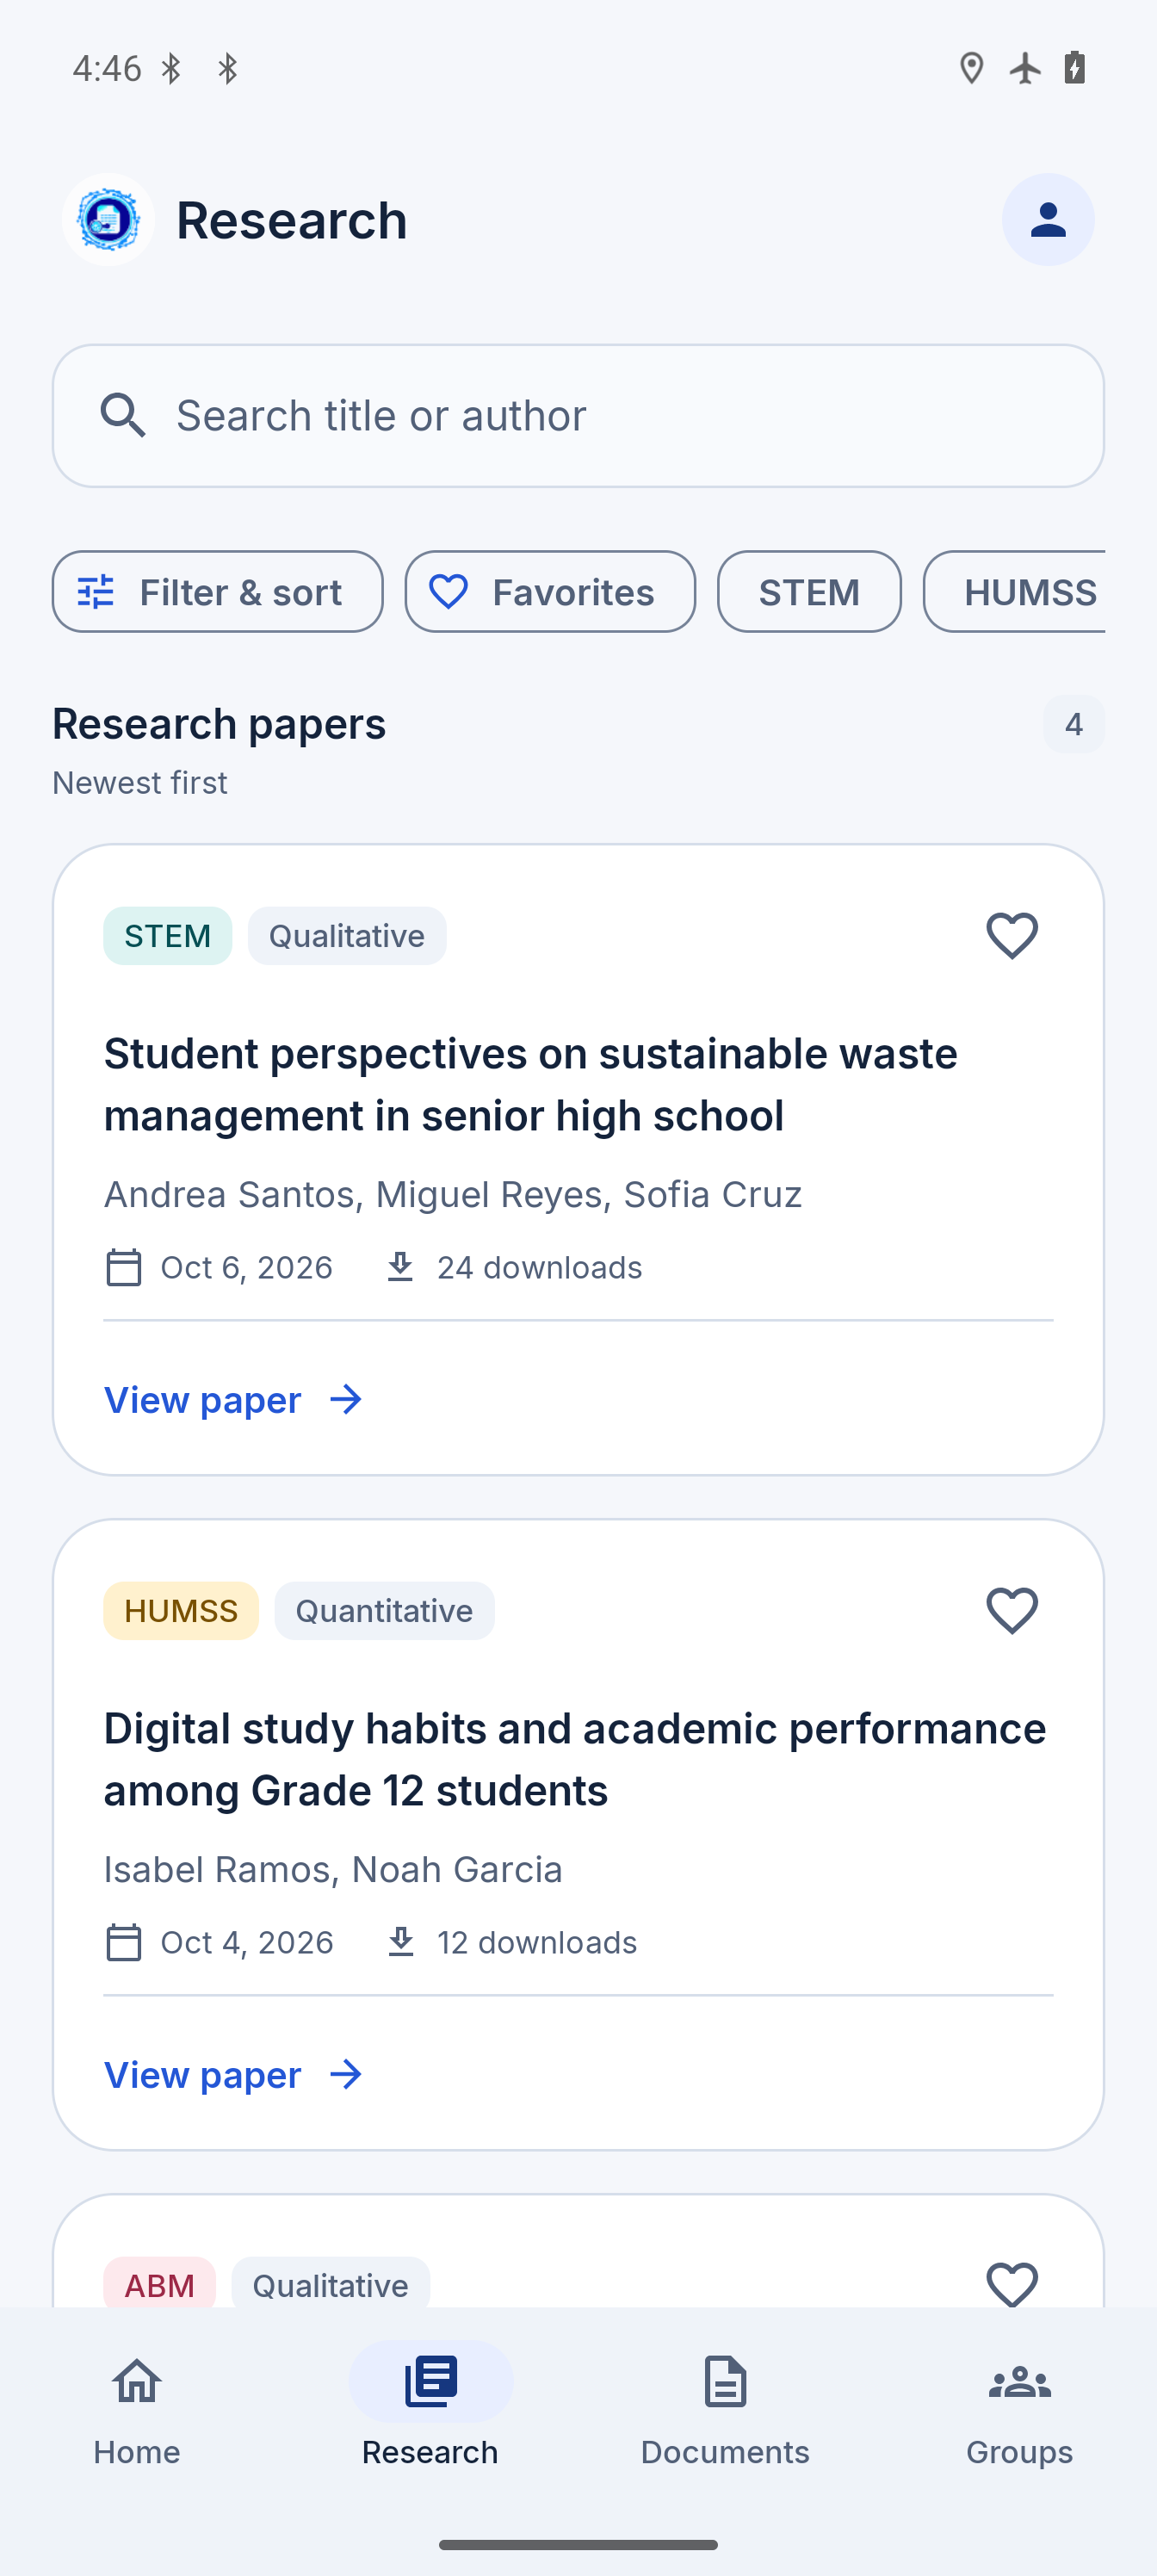 4:46
Research
Search title or author
Filter & sort
Favorites
STEM
HUMSS
Research papers
4
Newest first
STEM
Qualitative
Student perspectives on sustainable waste
management in senior high school
Andrea Santos, Miguel Reyes, Sofia Cruz
Oct 6, 2026
24 downloads
View paper
HUMSS
Quantitative
Digital study habits and academic performance
among Grade 12 students
Isabel Ramos, Noah Garcia
Oct 4, 2026
12 downloads
View paper
ABM
Qualitative
Home
Research
Documents
Groups